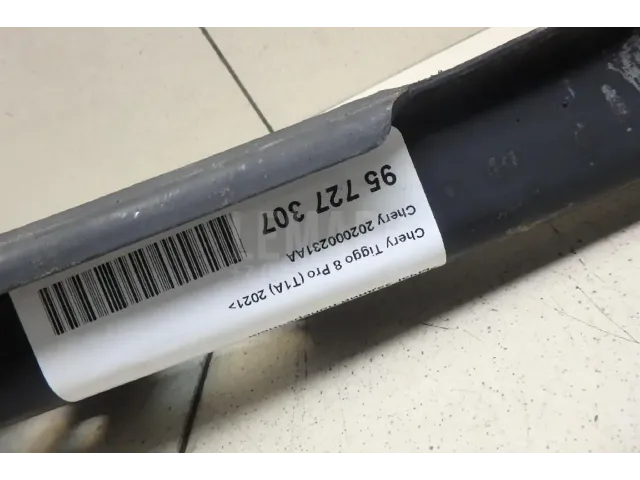 95 727 307
Chery 202000231AA
Chery Tiggo 8 Pro (T1A) 2021>